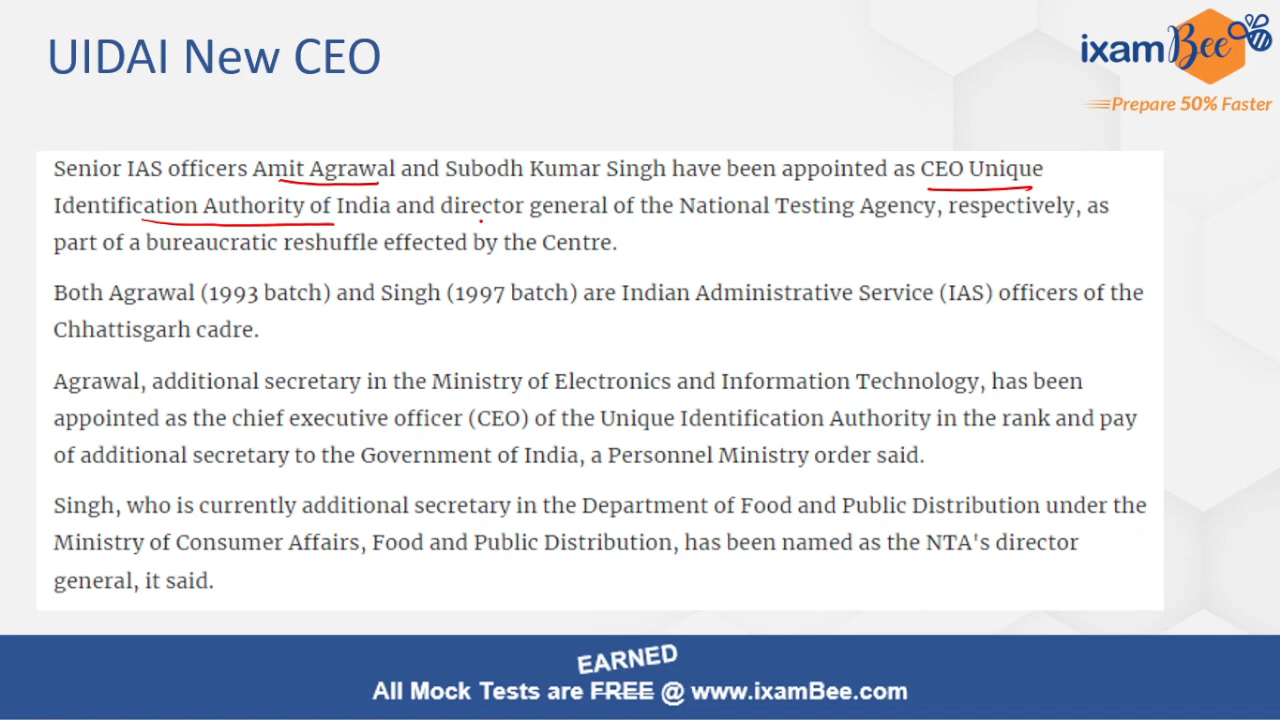 UIDAI New CEO
ixamBee
Prepare 50% Faster
Senior IAS officers Amit Agrawal and Subodh Kumar Singh have been appointed as CEO Unique
Identification Authority of India and director general of the National Testing Agency, respectively, as
part of a bureaucratic reshuffle effected by the Centre.
Both Agrawal (1993 batch) and Singh (1997 batch) are Indian Administrative Service (IAS) officers of the
Chhattisgarh cadre.
Agrawal, additional secretary in the Ministry of Electronics and Information Technology, has been
appointed as the chief executive officer (CEO) of the Unique Identification Authority in the rank and pay
of additional secretary to the Government of India, a Personnel Ministry order said.
Singh, who is currently additional secretary in the Department of Food and Public Distribution under the
Ministry of Consumer Affairs, Food and Public Distribution, has been named as the NTA's director
general, it said.
EARNED
All Mock Tests are FREE @ www.ixamBee.com